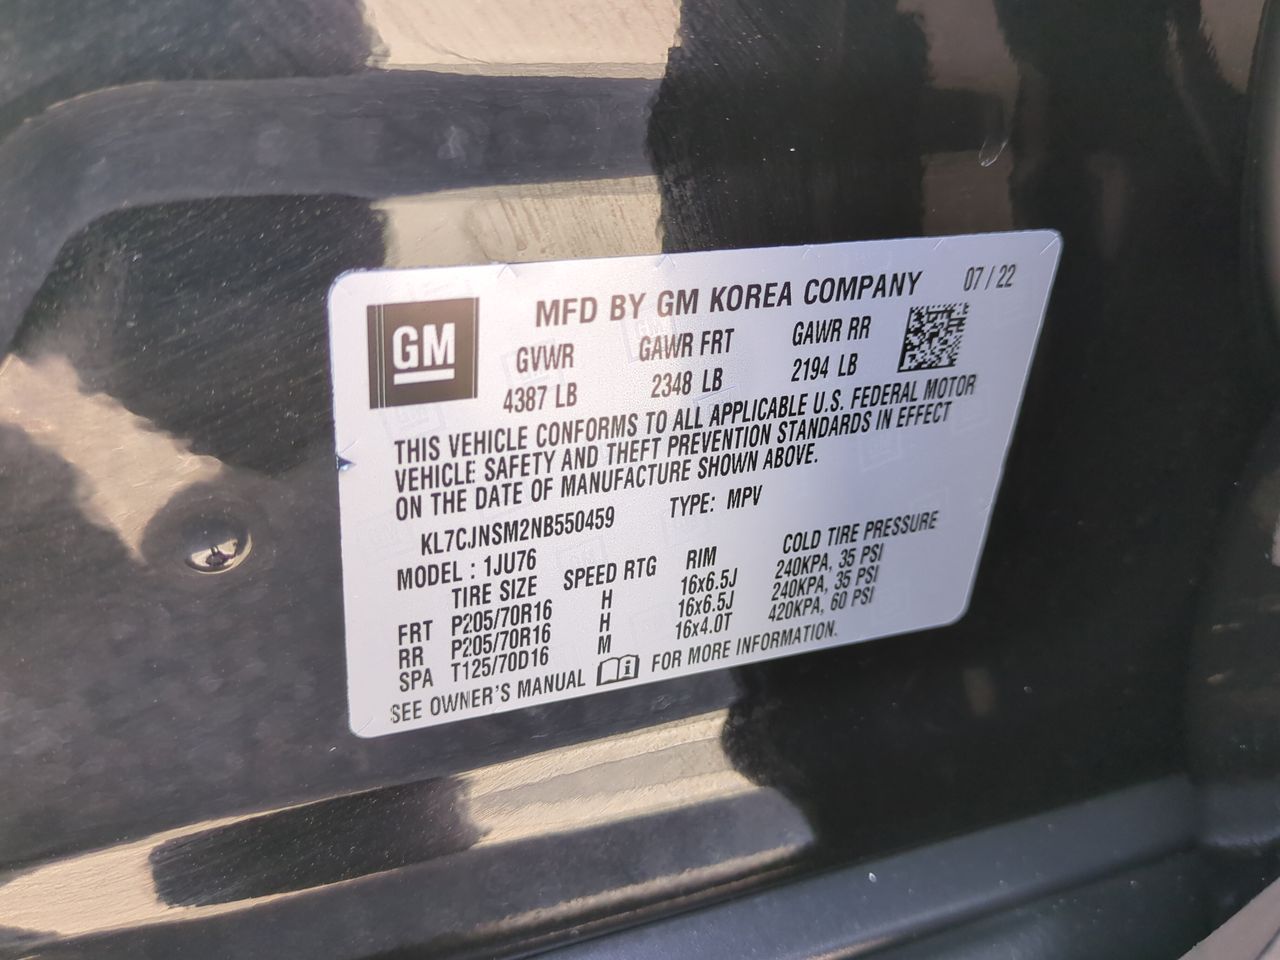 MFD BY GM KOREA COMPANY 07 / 22
GM
GVWR GAWR FRT GAWR RR
4387 LB 2348 LB 2194 LB
THIS VEHICLE CONFORMS TO ALL APPLICABLE U.S. FEDERAL MOTOR
VEHICLE SAFETY AND THEFT PREVENTION STANDARDS IN EFFECT
ON THE DATE OF MANUFACTURE SHOWN ABOVE.
KL7CJNSM2NB550459 TYPE: MPV
MODEL : 1JU76
TIRE SIZE SPEED RTG RIM COLD TIRE PRESSURE
FRT P205/70R16 H 16x6.5J 240KPA, 35 PSI
RR P205/70R16 H 16x6.5J 240KPA, 35 PSI
SPA T125/70D16 M 16x4.0T 420KPA, 60 PSI
SEE OWNER'S MANUAL FOR MORE INFORMATION.